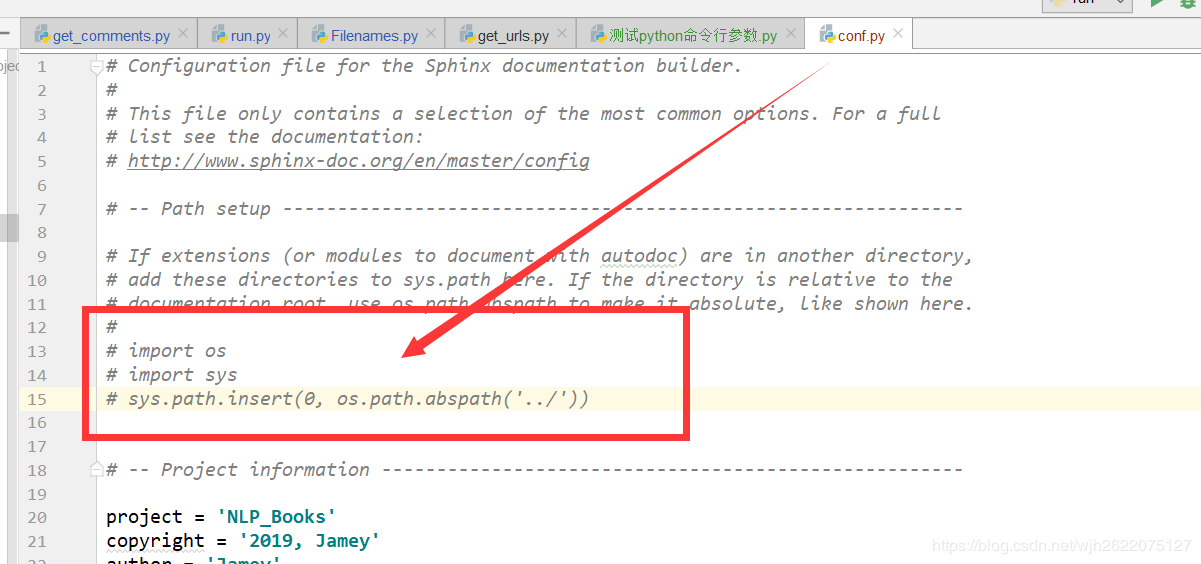 run
get_comments.py
run.py
Filenames.py
get_urls.py
测试python命令行参数.py
conf.py
1 # Configuration file for the Sphinx documentation builder.
2 #
3 # This file only contains a selection of the most common options. For a full
4 # list see the documentation:
5 # http://www.sphinx-doc.org/en/master/config
6
7 # -- Path setup --------------------------------------------------------------
8
9 # If extensions (or modules to document with autodoc) are in another directory,
10 # add these directories to sys.path here. If the directory is relative to the
11 # documentation root, use os.path.abspath to make it absolute, like shown here.
12 #
13 # import os
14 # import sys
15 # sys.path.insert(0, os.path.abspath('../'))
16
17
18 # -- Project information -----------------------------------------------------
19
20 project = 'NLP_Books'
21 copyright = '2019, Jamey'
22 author = 'Jamey'
https://blog.csdn.net/wjh2622075127